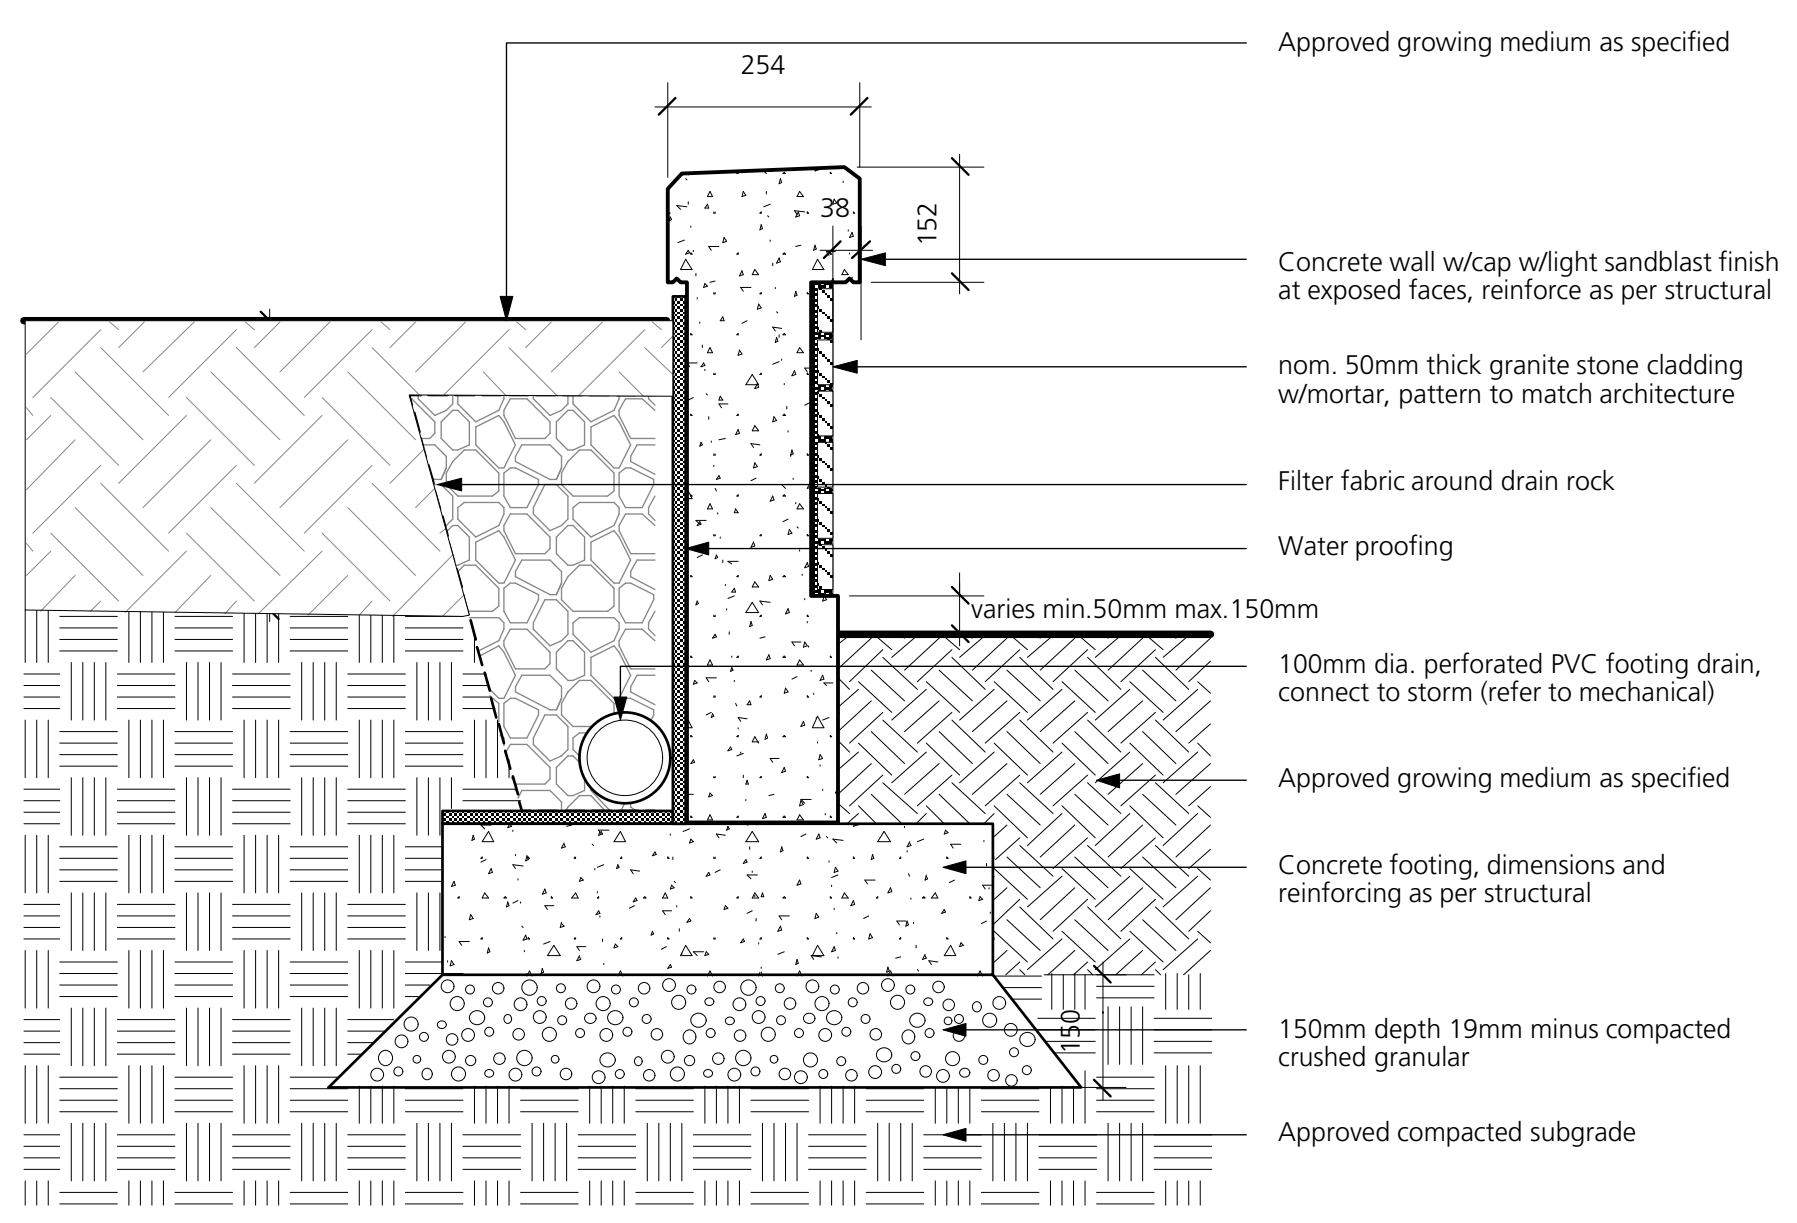 Approved growing medium as specified
254
38
152
Concrete wall w/cap w/light sandblast finish
at exposed faces, reinforce as per structural
nom. 50mm thick granite stone cladding
w/mortar, pattern to match architecture
Filter fabric around drain rock
Water proofing
varies min.50mm max.150mm
100mm dia. perforated PVC footing drain,
connect to storm (refer to mechanical)
Approved growing medium as specified
Concrete footing, dimensions and
reinforcing as per structural
150
150mm depth 19mm minus compacted
crushed granular
Approved compacted subgrade